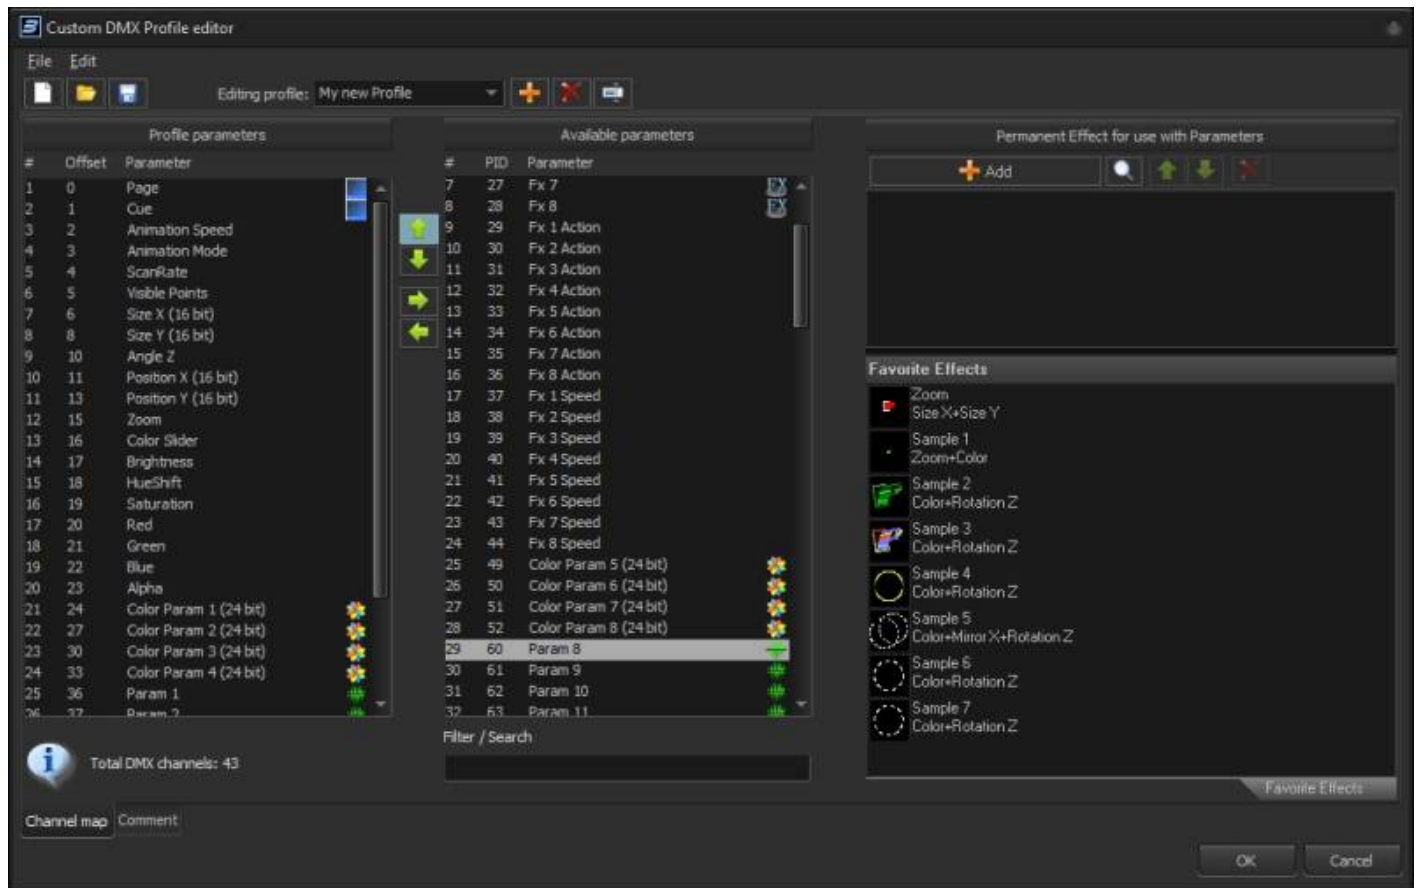 Custom DMX Profile editor
File Edit
Editing profile: My new Profile
Profile parameters
# Offset Parameter
1 0 Page
2 1 Cue
3 2 Animation Speed
4 3 Animation Mode
5 4 ScanRate
6 5 Visible Points
7 6 Size X (16 bit)
8 8 Size Y (16 bit)
9 10 Angle Z
10 11 Position X (16 bit)
11 13 Position Y (16 bit)
12 15 Zoom
13 16 Color Slider
14 17 Brightness
15 18 HueShift
16 19 Saturation
17 20 Red
18 21 Green
19 22 Blue
20 23 Alpha
21 24 Color Param 1 (24 bit)
22 27 Color Param 2 (24 bit)
23 30 Color Param 3 (24 bit)
24 33 Color Param 4 (24 bit)
25 36 Param 1
26 37 Param 2
Total DMX channels: 43
Available parameters
# PID Parameter
7 27 Fx 7 FX
8 28 Fx 8 FX
9 29 Fx 1 Action
10 30 Fx 2 Action
11 31 Fx 3 Action
12 32 Fx 4 Action
13 33 Fx 5 Action
14 34 Fx 6 Action
15 35 Fx 7 Action
16 36 Fx 8 Action
17 37 Fx 1 Speed
18 38 Fx 2 Speed
19 39 Fx 3 Speed
20 40 Fx 4 Speed
21 41 Fx 5 Speed
22 42 Fx 6 Speed
23 43 Fx 7 Speed
24 44 Fx 8 Speed
25 49 Color Param 5 (24 bit)
26 50 Color Param 6 (24 bit)
27 51 Color Param 7 (24 bit)
28 52 Color Param 8 (24 bit)
29 60 Param 8
30 61 Param 9
31 62 Param 10
32 63 Param 11
Filter / Search
Permanent Effect for use with Parameters
Add
Favorite Effects
Zoom
Size X+Size Y
Sample 1
Zoom+Color
Sample 2
Color+Rotation Z
Sample 3
Color+Rotation Z
Sample 4
Color+Rotation Z
Sample 5
Color+Mirror X+Rotation Z
Sample 6
Color+Rotation Z
Sample 7
Color+Rotation Z
Favorite Effects
Channel map Comment
OK Cancel